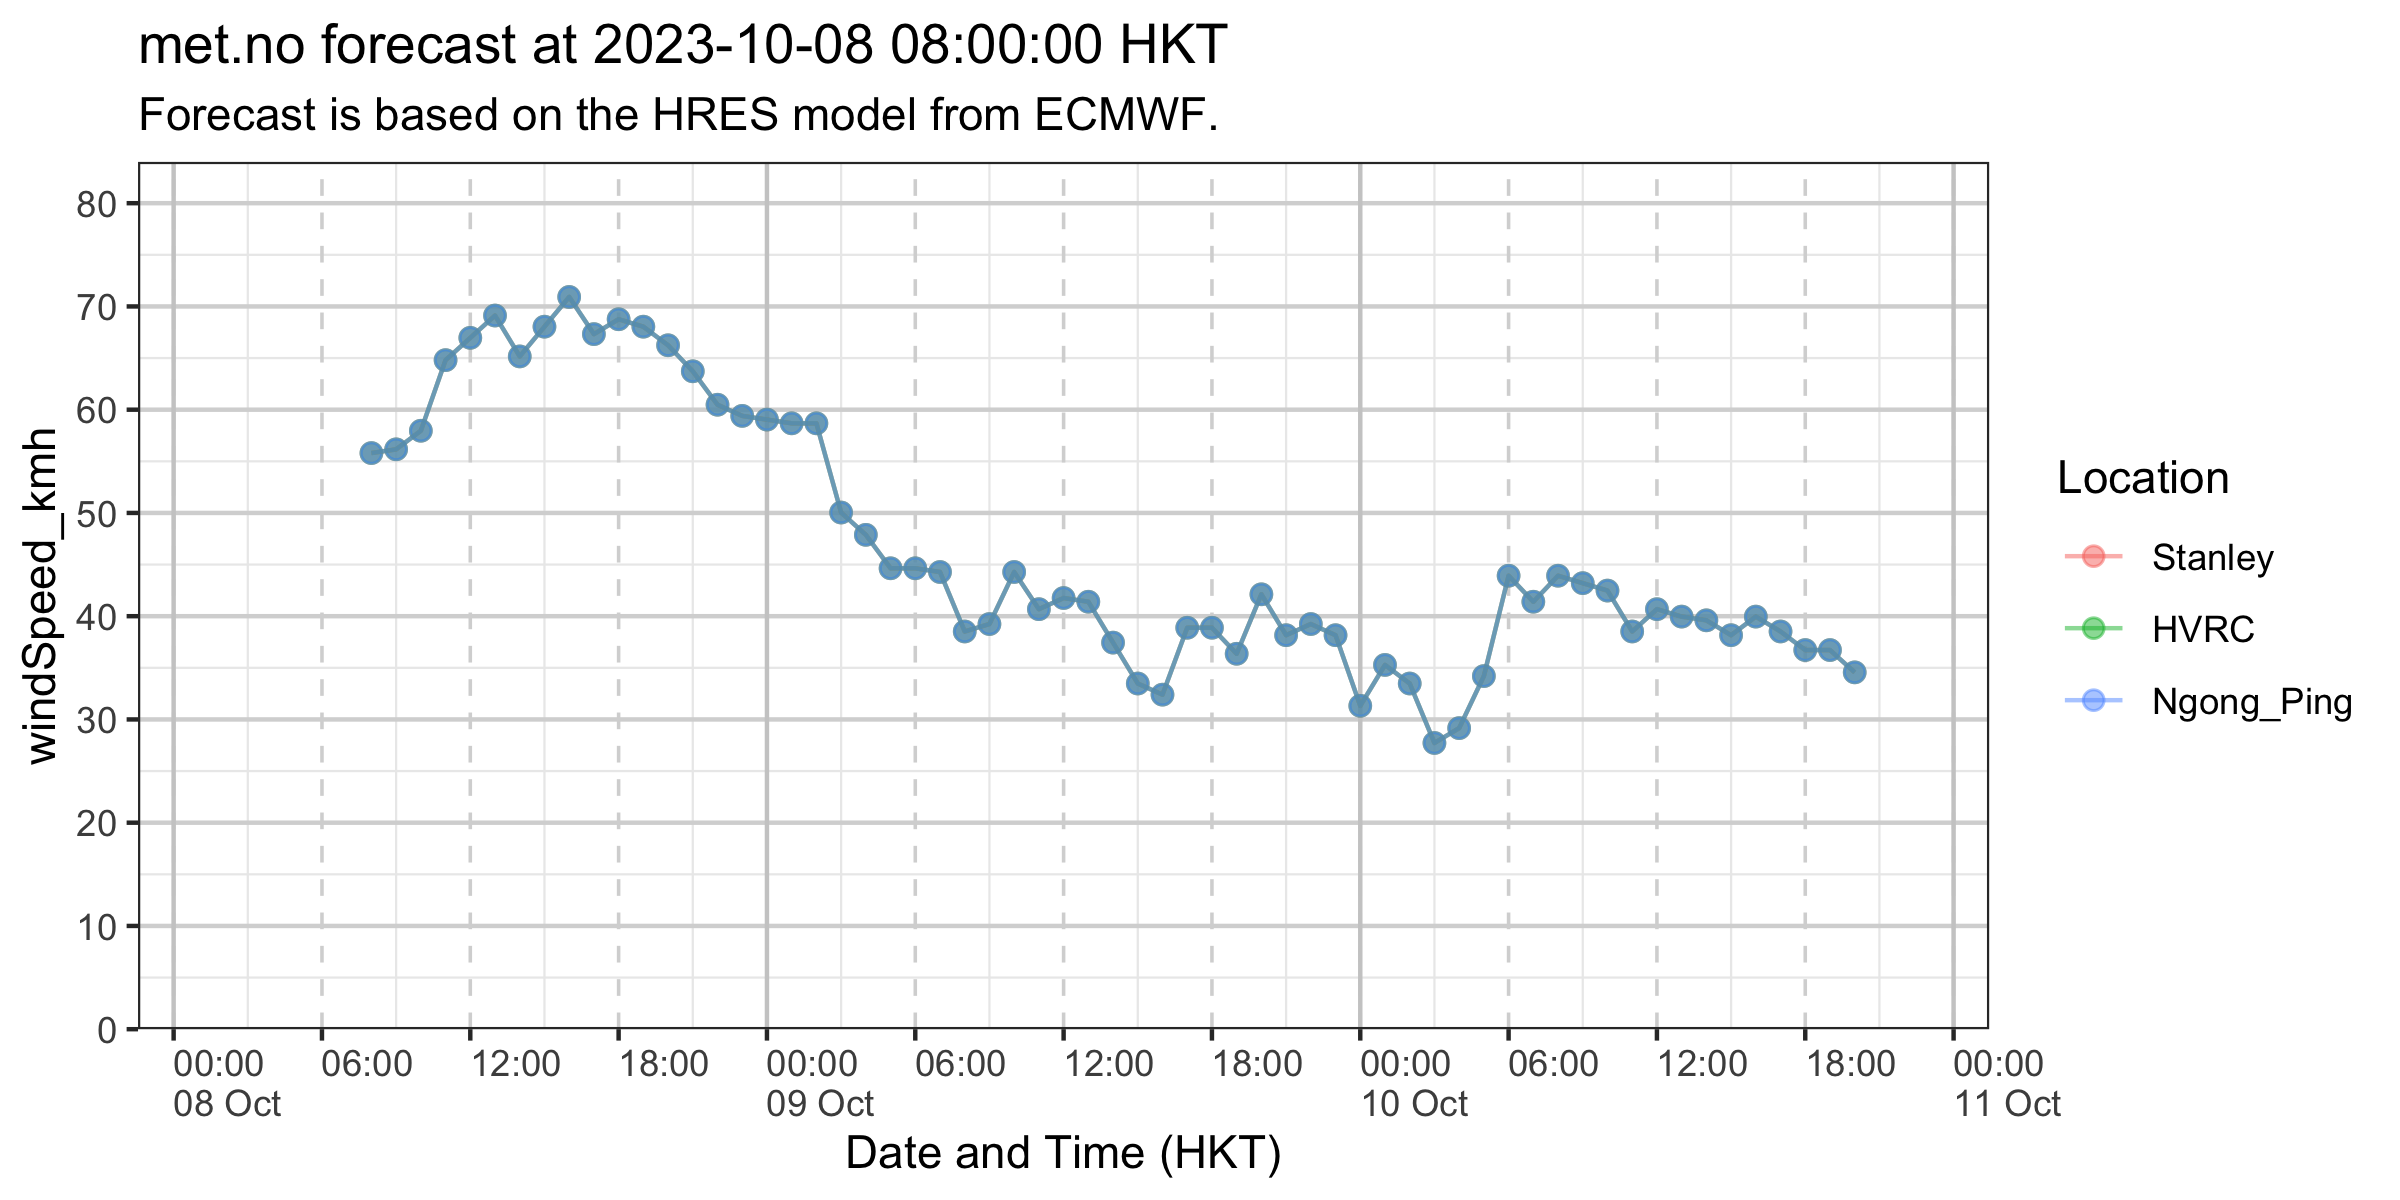 met.no forecast at 2023-10-08 08:00:00 HKT
Forecast is based on the HRES model from ECMWF.
windSpeed_kmh
80
70
60
50
40
30
20
10
0
00:00 06:00 12:00 18:00 00:00 06:00 12:00 18:00 00:00 06:00 12:00 18:00 00:00
08 Oct 09 Oct 10 Oct 11 Oct
Date and Time (HKT)
Location
Stanley
HVRC
Ngong_Ping